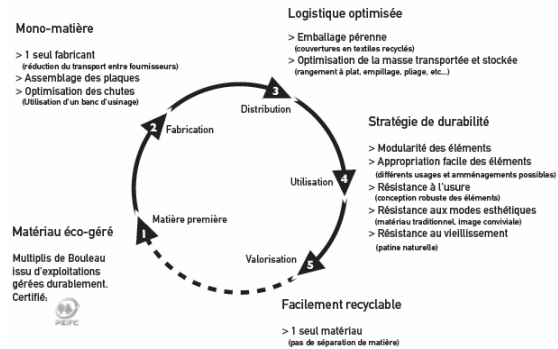 Logistique optimisée
> Emballage pérenne
(couvertures en textiles recyclés)
> Optimisation de la masse transportée et stockée
(rangement à plat, empillage, pliage, etc...)
Mono-matière
> 1 seul fabricant
(réduction du transport entre fournisseurs)
> Assemblage des plaques
> Optimisation des chutes
(Utilisation d'un banc d'usinage)
3
Distribution
2
Fabrication
Stratégie de durabilité
> Modularité des éléments
> Appropriation facile des éléments
(différents usages et amménagements possibles)
> Résistance à l'usure
(conception robuste des éléments)
> Résistance aux modes esthétiques
(matériau traditionnel, image conviviale)
> Résistance au vieillissement
(patine naturelle)
4
Utilisation
1
Matière première
Matériau éco-géré
Multiplis de Bouleau
issu d'exploitations
gérées durablement.
Certifié:
PEFC
Valorisation
5
Facilement recyclable
> 1 seul matériau
(pas de séparation de matière)